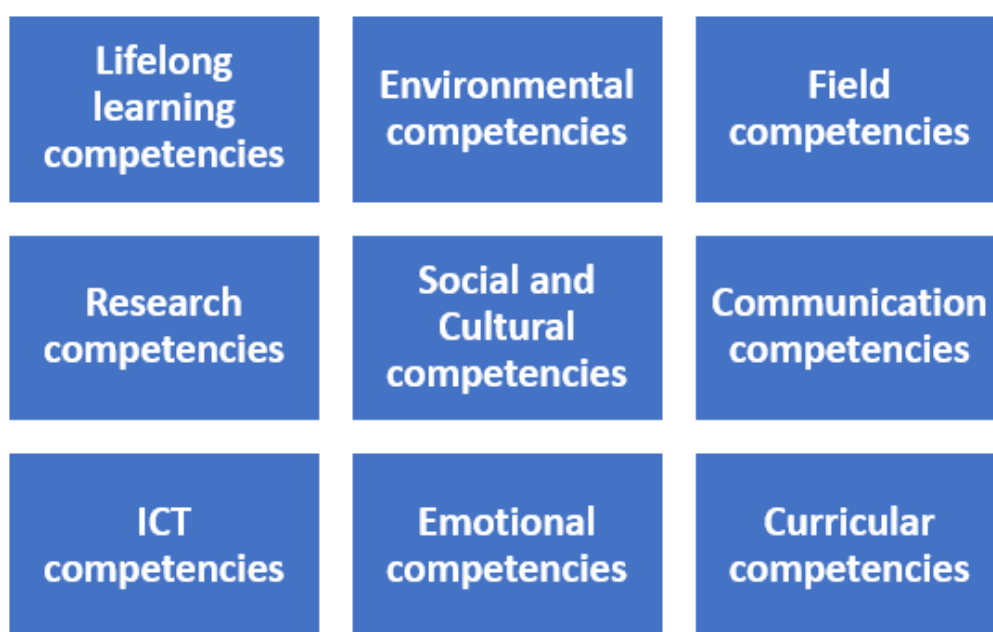 Lifelong
learning
competencies
Environmental
competencies
Field
competencies
Research
competencies
Social and
Cultural
competencies
Communication
competencies
ICT
competencies
Emotional
competencies
Curricular
competencies